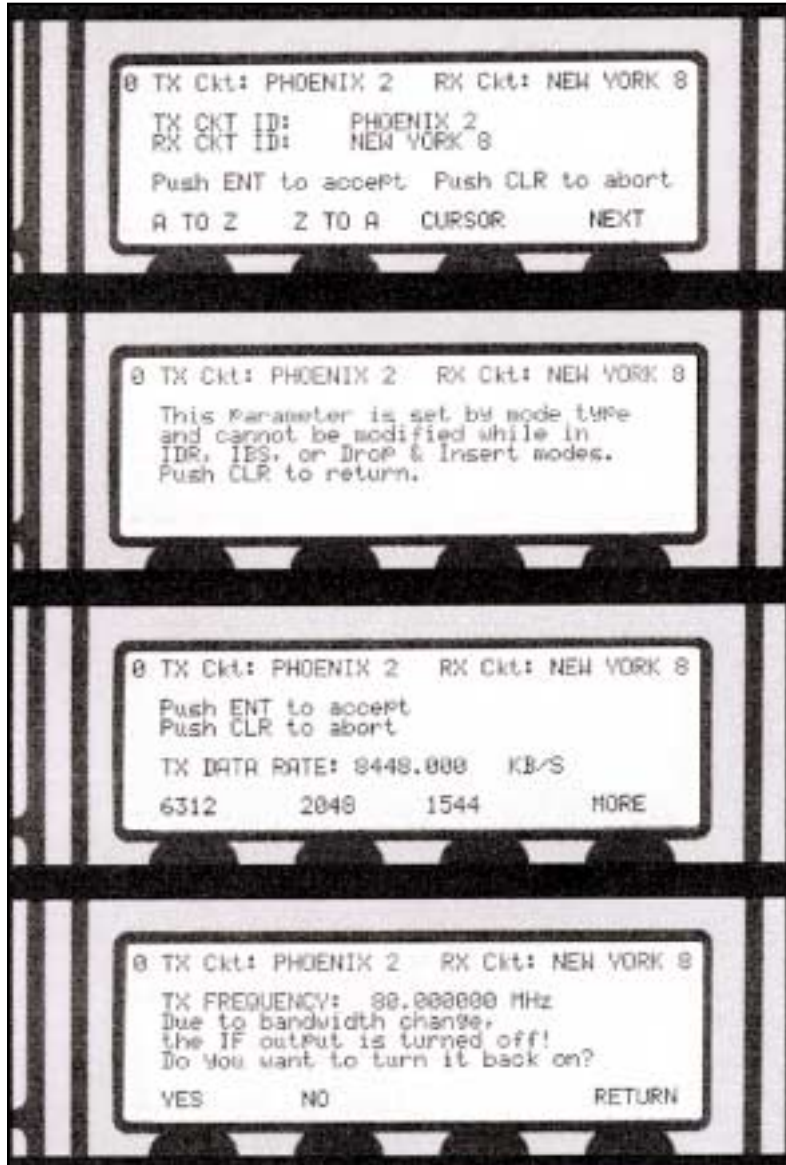 0 TX Ckt: PHOENIX 2 RX Ckt: NEW YORK 8
TX CKT ID: PHOENIX 2
RX CKT ID: NEW YORK 8
Push ENT to accept Push CLR to abort
A TO Z Z TO A CURSOR NEXT
0 TX Ckt: PHOENIX 2 RX Ckt: NEW YORK 8
This Parameter is set by mode type
and cannot be modified while in
IDR, IBS, or Drop & Insert modes.
Push CLR to return.
0 TX Ckt: PHOENIX 2 RX Ckt: NEW YORK 8
Push ENT to accept
Push CLR to abort
TX DATA RATE: 8448.000 KB/S
6312 2048 1544 MORE
0 TX Ckt: PHOENIX 2 RX Ckt: NEW YORK 8
TX FREQUENCY: 80.000000 MHz
Due to bandwidth change,
the IF output is turned off!
Do you want to turn it back on?
YES NO RETURN